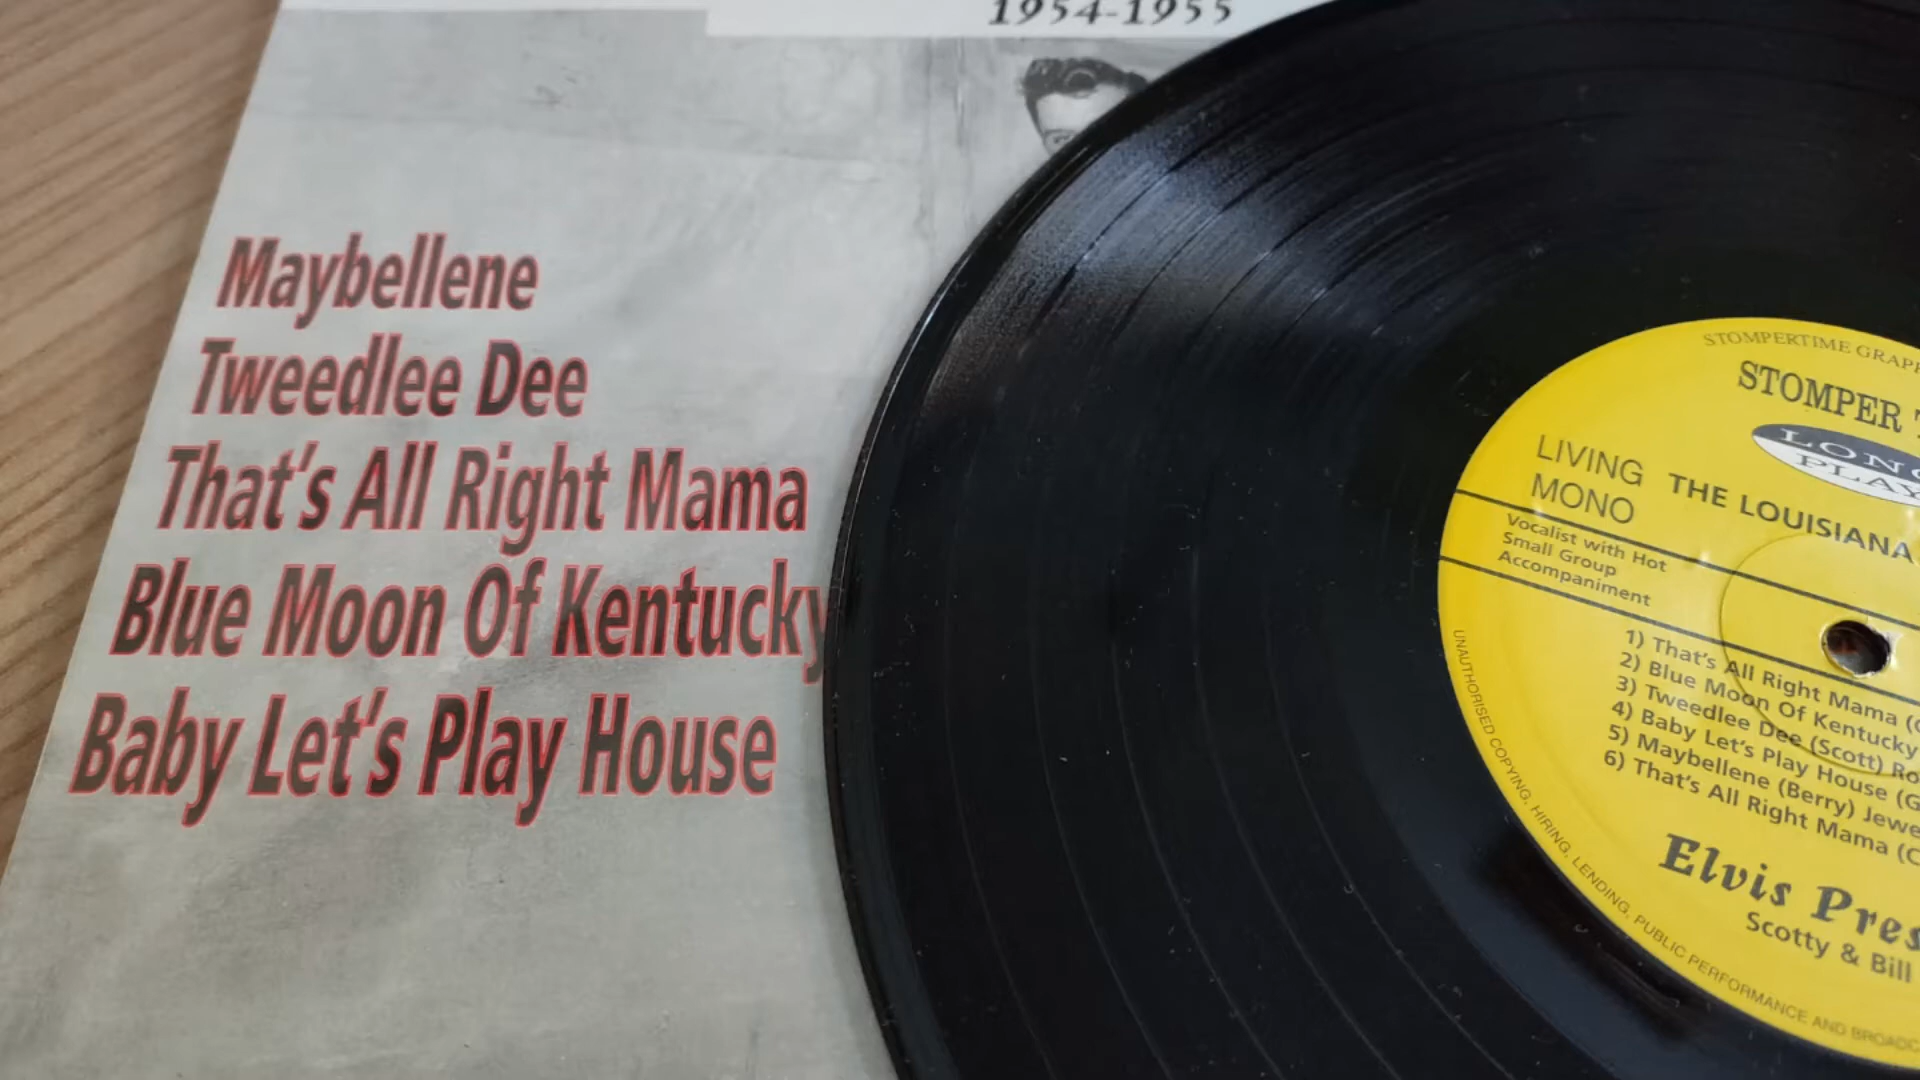 1954-1955
Maybellene
Tweedlee Dee
That's All Right Mama
Blue Moon Of Kentucky
Baby Let's Play House
STOMPERTIME
STOMPER
LIVING
MONO
THE LOUISIANA
Vocalist with Hot
Small Group
Accompaniment
1) That's All Right Mama
2) Blue Moon Of Kentucky
3) Tweedlee Dee (Scott)
4) Baby Let's Play House
5) Maybellene (Berry)
6) That's All Right Mama
Elvis
Scotty & Bill
UNAUTHORISED COPYING, HIRING, LENDING, PUBLIC PERFORMANCE AND